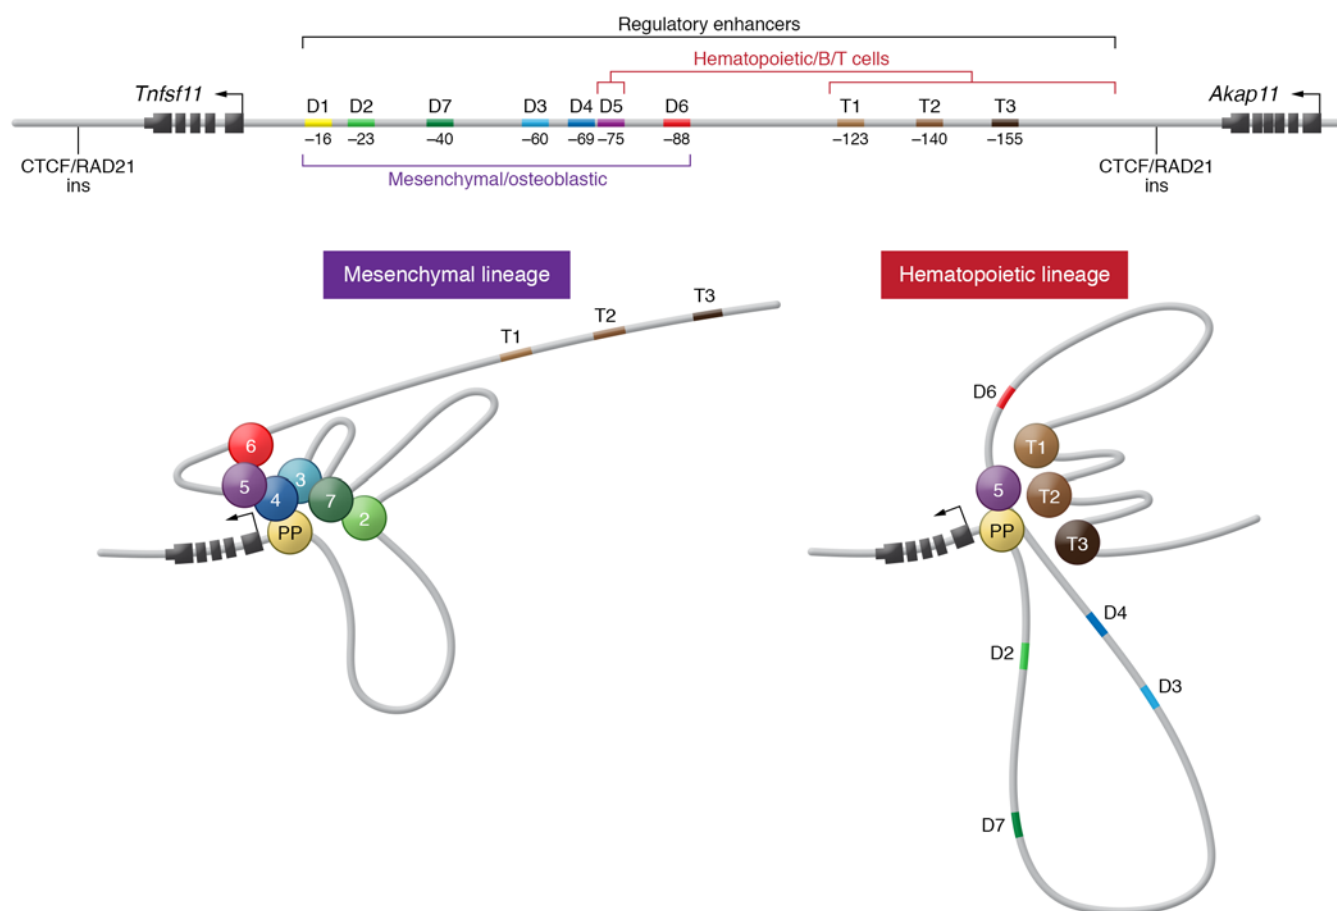 Regulatory enhancers
Hematopoietic/B/T cells
Tnfsf11
D1 D2 D7 D3 D4 D5 D6 T1 T2 T3
Akap11
–16 –23 –40 –60 –69 –75 –88 –123 –140 –155
CTCF/RAD21
ins
Mesenchymal/osteoblastic
CTCF/RAD21
ins
Mesenchymal lineage
T1 T2 T3
6
5 4 3 7 2
PP
Hematopoietic lineage
D6
T1
5 T2
PP T3
D4
D2
D3
D7